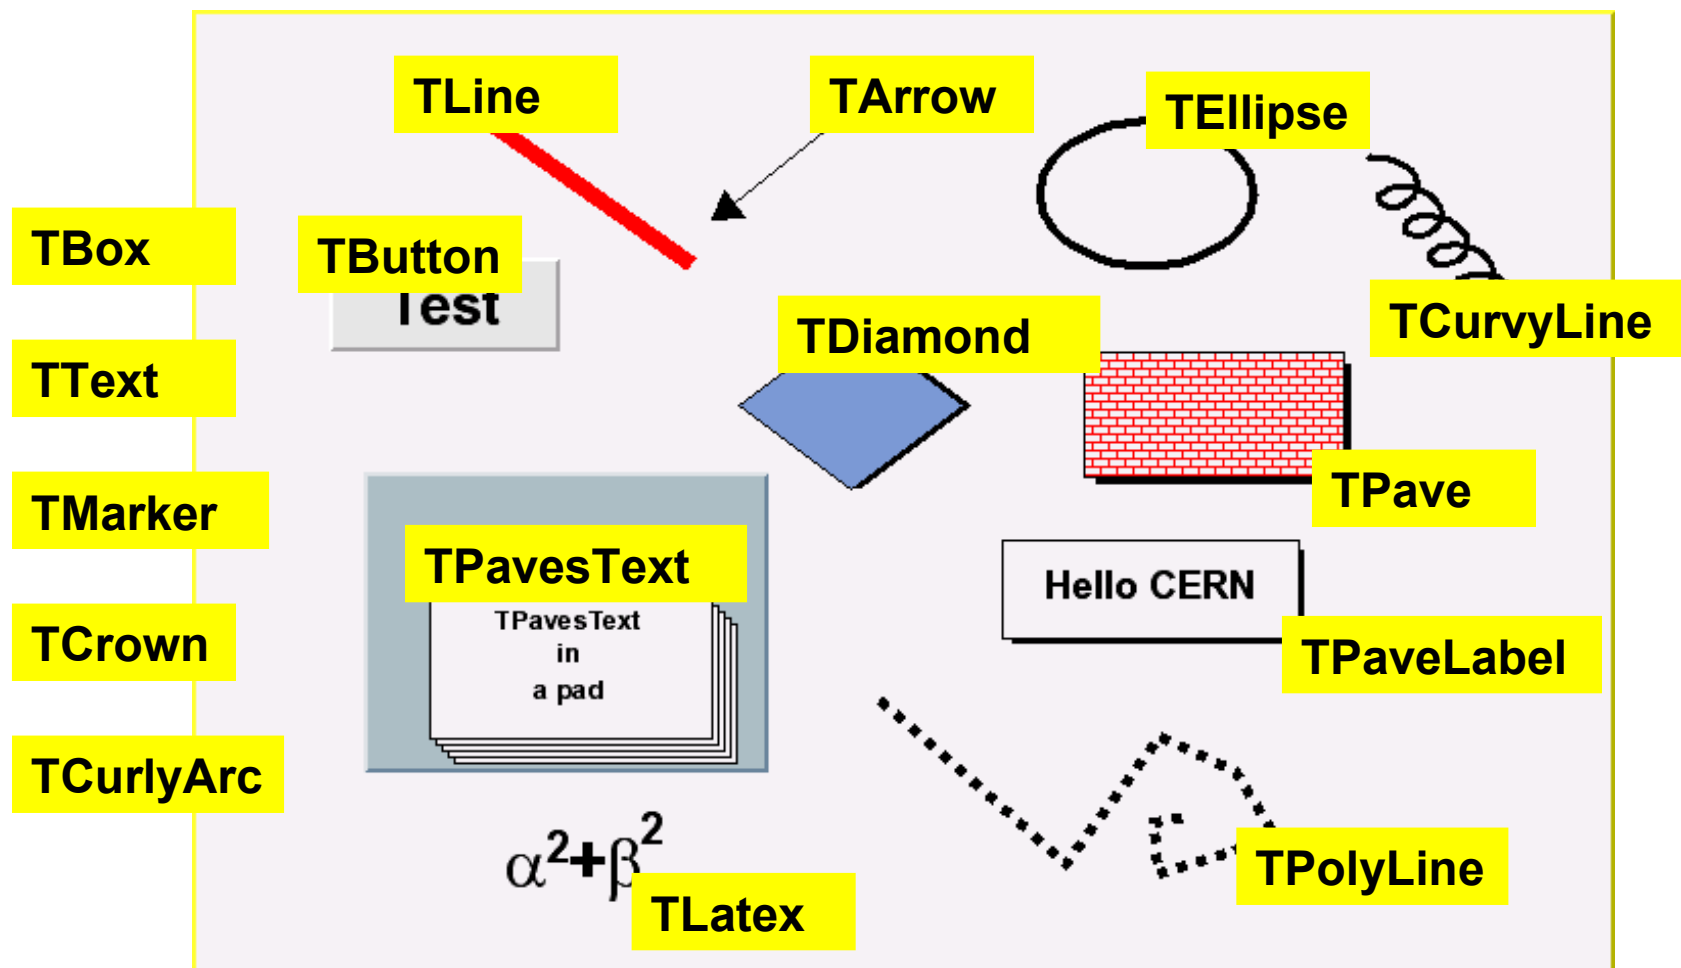 TLine
TArrow
TEllipse
TBox
TButton
Test
TCurvyLine
TDiamond
TText
TPave
TMarker
TPavesText
TPavesText
in
a pad
Hello CERN
TCrown
TPaveLabel
TCurlyArc
α²+β²
TPolyLine
TLatex